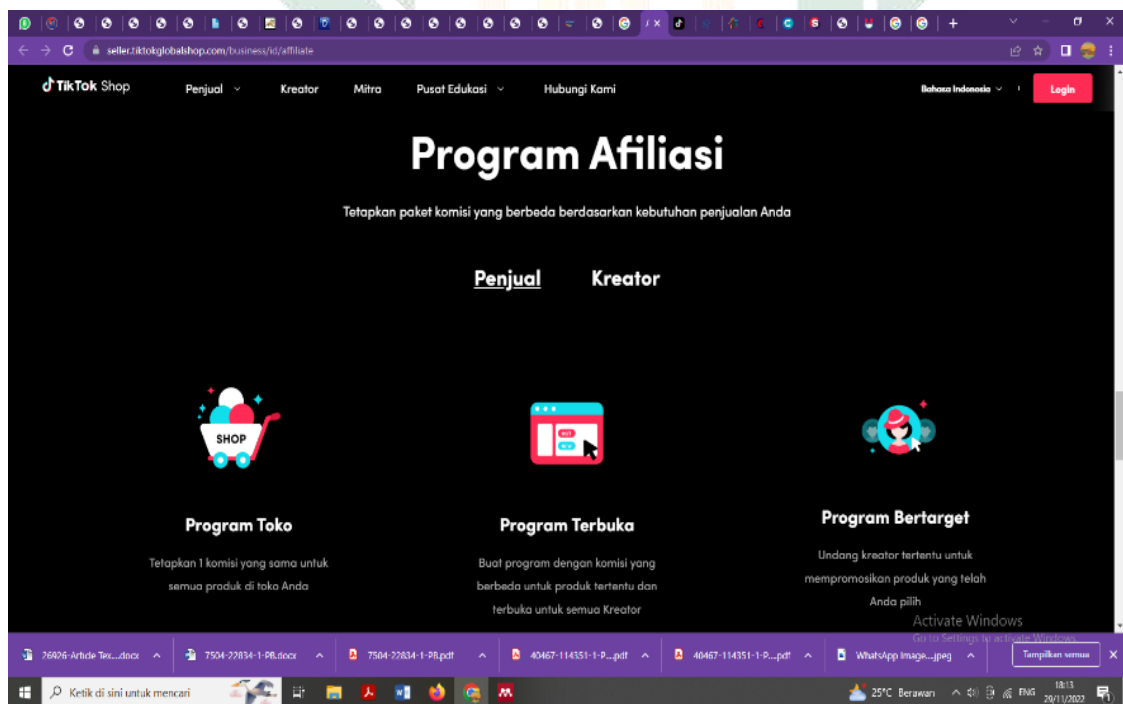 seller.tiktokglobalshop.com/business/id/affiliate
TikTok Shop
Penjual
Kreator
Mitra
Pusat Edukasi
Hubungi Kami
Bahasa Indonesia
Login
Program Afiliasi
Tetapkan paket komisi yang berbeda berdasarkan kebutuhan penjualan Anda
Penjual
Kreator
SHOP
Program Toko
Tetapkan 1 komisi yang sama untuk
semua produk di toko Anda
Program Terbuka
Buat program dengan komisi yang
berbeda untuk produk tertentu dan
terbuka untuk semua Kreator
Program Bertarget
Undang kreator tertentu untuk
mempromosikan produk yang telah
Anda pilih
Activate Windows
Go to Settings to activate Windows.
26926-Article Tex....docx
7504-22834-1-PB.docx
7504-22834-1-PB.pdf
40467-114351-1-P....pdf
40467-114351-1-P....pdf
WhatsApp Image....jpeg
Tampilkan semua
Ketik di sini untuk mencari
25°C Berawan
ENG
18:13
29/11/2022